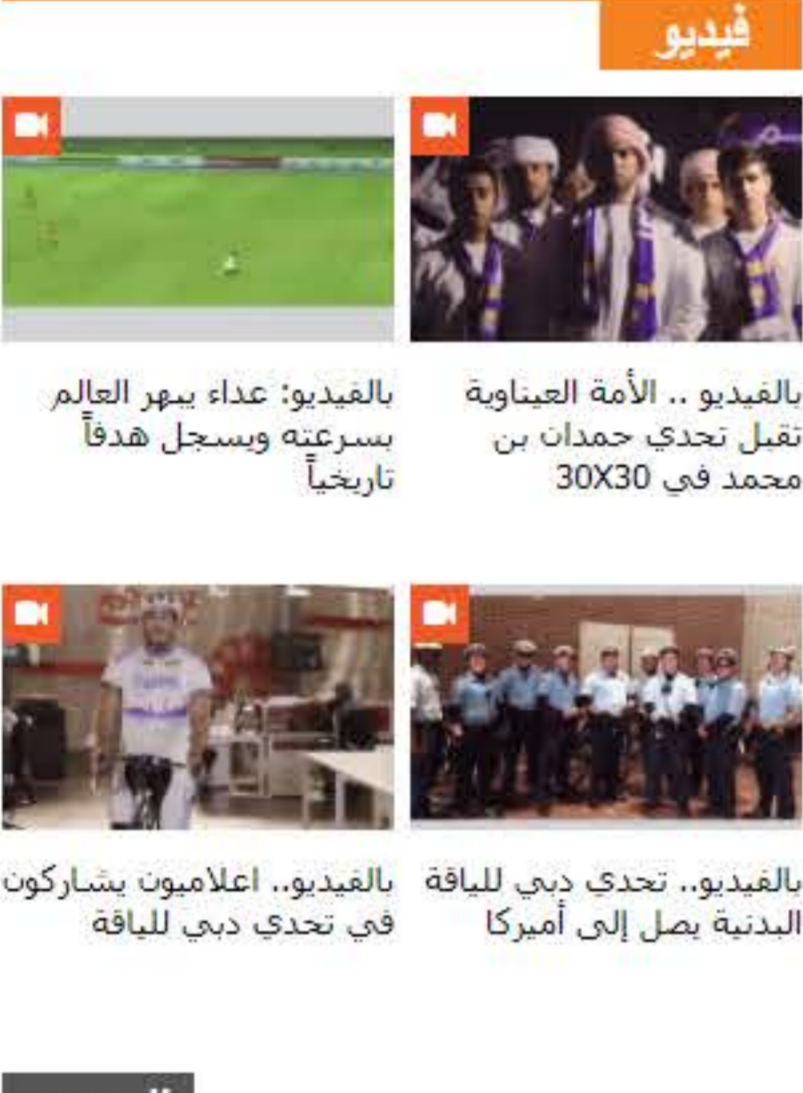 فيديو
بالفيديو .. الأمة العيناوية
تقبل تحدي حمدان بن
محمد في 30X30
بالفيديو: عداء يبهر العالم
بسرعته ويسجل هدفاً
تاريخياً
بالفيديو.. تحدي دبي للياقة
البدنية يصل إلى أميركا
بالفيديو.. اعلاميون يشاركون
في تحدي دبي للياقة